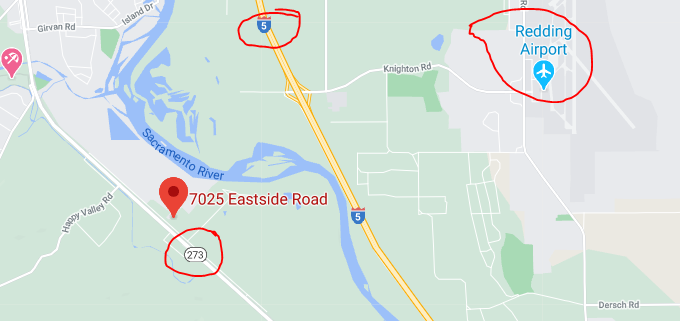 Girvan Rd
Island Dr
5
Redding
Airport
Knighton Rd
Sacramento River
7025 Eastside Road
Happy Valley Rd
5
273
Dersch Rd